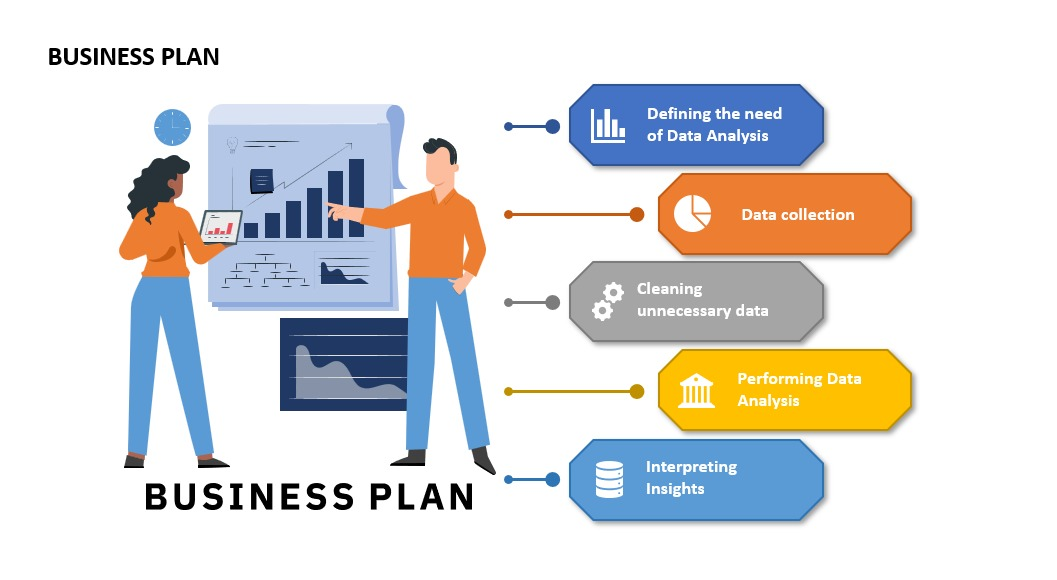 BUSINESS PLAN
Defining the need
of Data Analysis
Data collection
Cleaning
unnecessary data
Performing Data
Analysis
Interpreting
Insights
BUSINESS PLAN